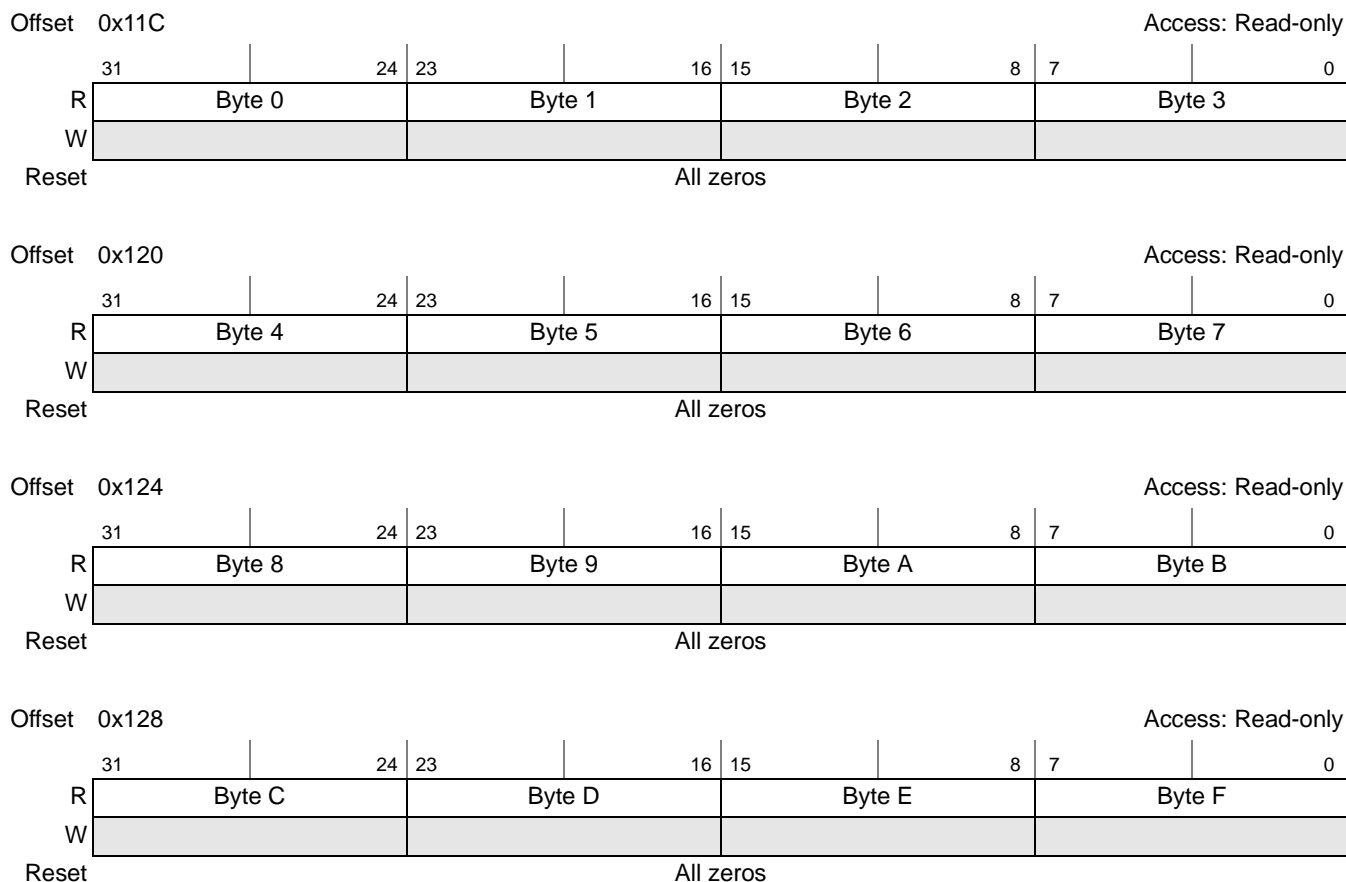 Offset 0x11C Access: Read-only
31 24 23 16 15 8 7 0
R Byte 0 Byte 1 Byte 2 Byte 3
W
Reset All zeros
Offset 0x120 Access: Read-only
31 24 23 16 15 8 7 0
R Byte 4 Byte 5 Byte 6 Byte 7
W
Reset All zeros
Offset 0x124 Access: Read-only
31 24 23 16 15 8 7 0
R Byte 8 Byte 9 Byte A Byte B
W
Reset All zeros
Offset 0x128 Access: Read-only
31 24 23 16 15 8 7 0
R Byte C Byte D Byte E Byte F
W
Reset All zeros